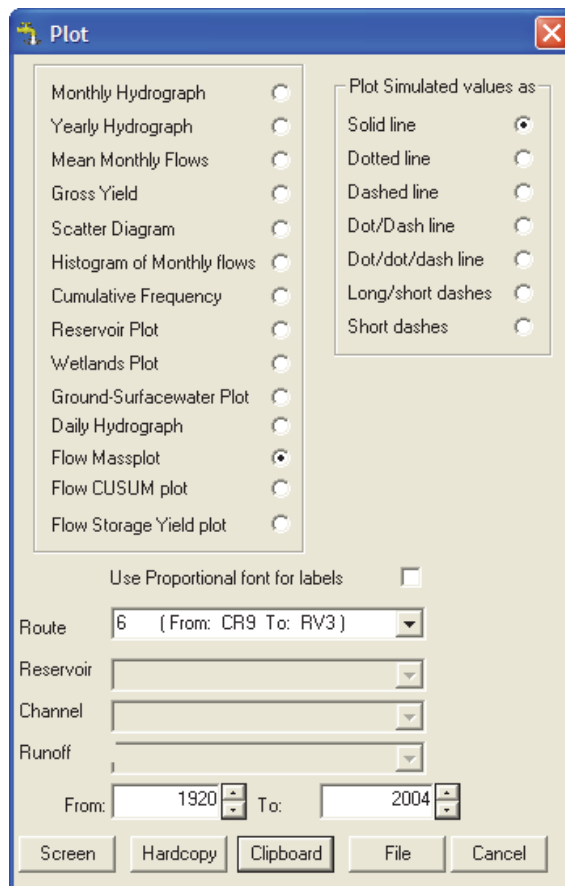 Plot
Monthly Hydrograph
Yearly Hydrograph
Mean Monthly Flows
Gross Yield
Scatter Diagram
Histogram of Monthly flows
Cumulative Frequency
Reservoir Plot
Wetlands Plot
Ground-Surfacewater Plot
Daily Hydrograph
Flow Massplot
Flow CUSUM plot
Flow Storage Yield plot
Plot Simulated values as
Solid line
Dotted line
Dashed line
Dot/Dash line
Dot/dot/dash line
Long/short dashes
Short dashes
Use Proportional font for labels
Route 6 (From: CR9 To: RV3)
Reservoir
Channel
Runoff
From: 1920 To: 2004
Screen Hardcopy Clipboard File Cancel